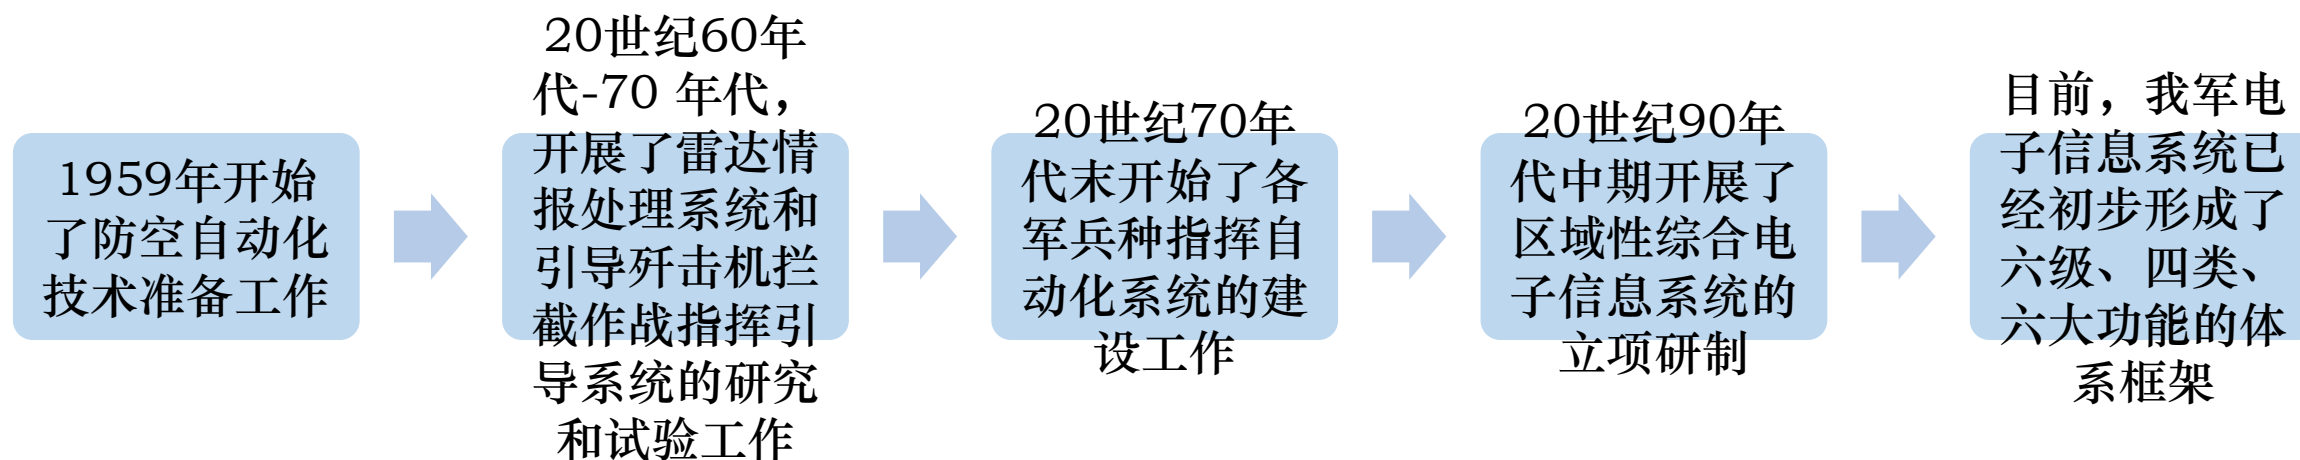 1959年开始
了防空自动化
技术准备工作
20世纪60年
代-70 年代，
开展了雷达情
报处理系统和
引导歼击机拦
截作战指挥引
导系统的研究
和试验工作
20世纪70年
代末开始了各
军兵种指挥自
动化系统的建
设工作
20世纪90年
代中期开展了
区域性综合电
子信息系统的
立项研制
目前，我军电
子信息系统已
经初步形成了
六级、四类、
六大功能的体
系框架